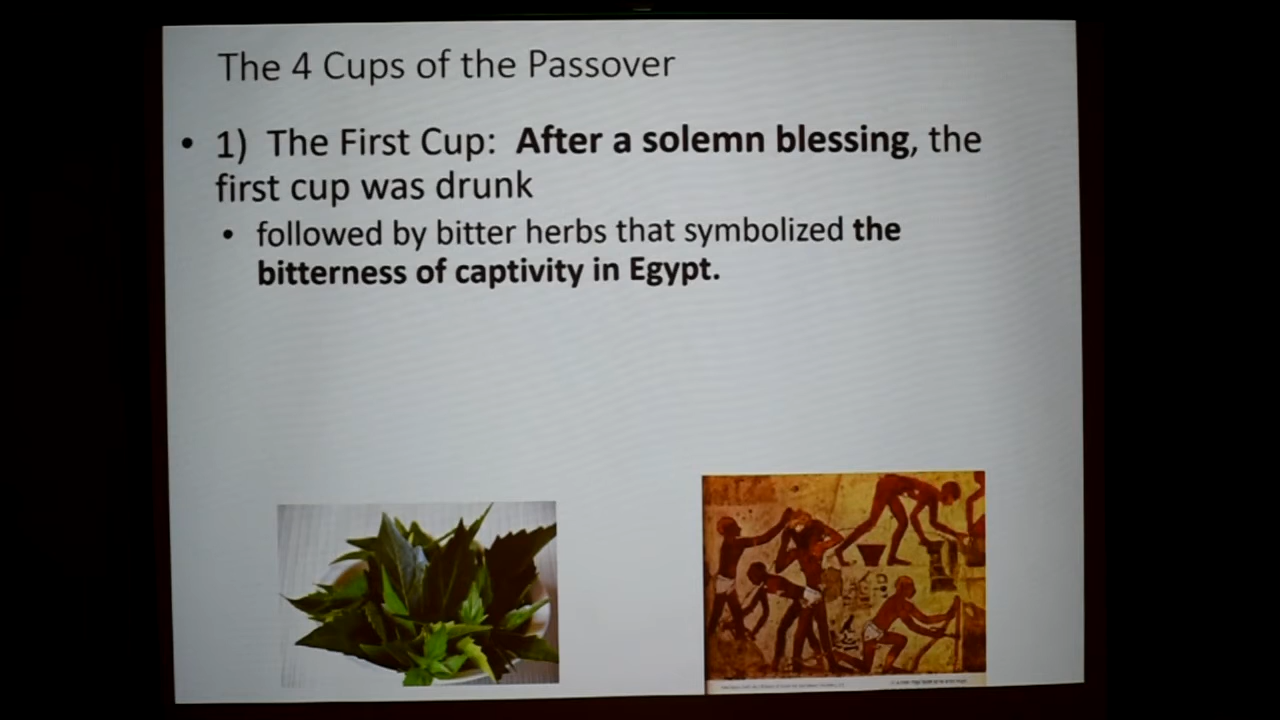 The 4 Cups of the Passover
• 1) The First Cup: After a solemn blessing, the
first cup was drunk
• followed by bitter herbs that symbolized the
bitterness of captivity in Egypt.